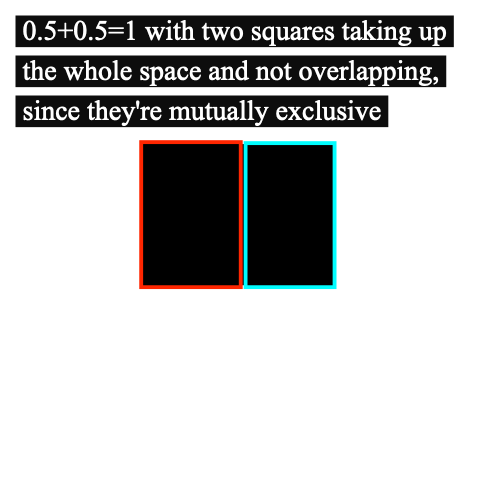 0.5+0.5=1 with two squares taking up
the whole space and not overlapping,
since they're mutually exclusive